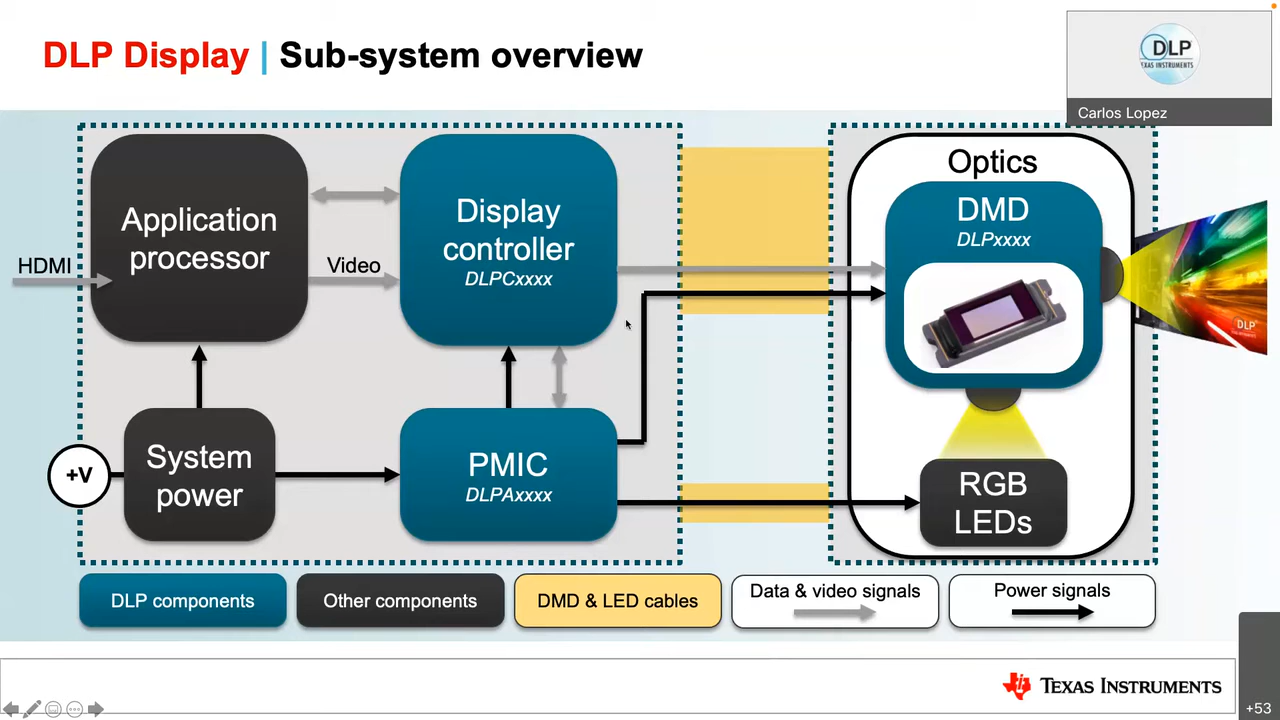 DLP Display | Sub-system overview
DLP
TEXAS INSTRUMENTS
Carlos Lopez
Application
processor
HDMI
Video
Display
controller
DLPCxxxx
Optics
DMD
DLPxxxx
DLP
+V
System
power
PMIC
DLPAxxxx
RGB
LEDs
DLP components
Other components
DMD & LED cables
Data & video signals
Power signals
TEXAS INSTRUMENTS
+53